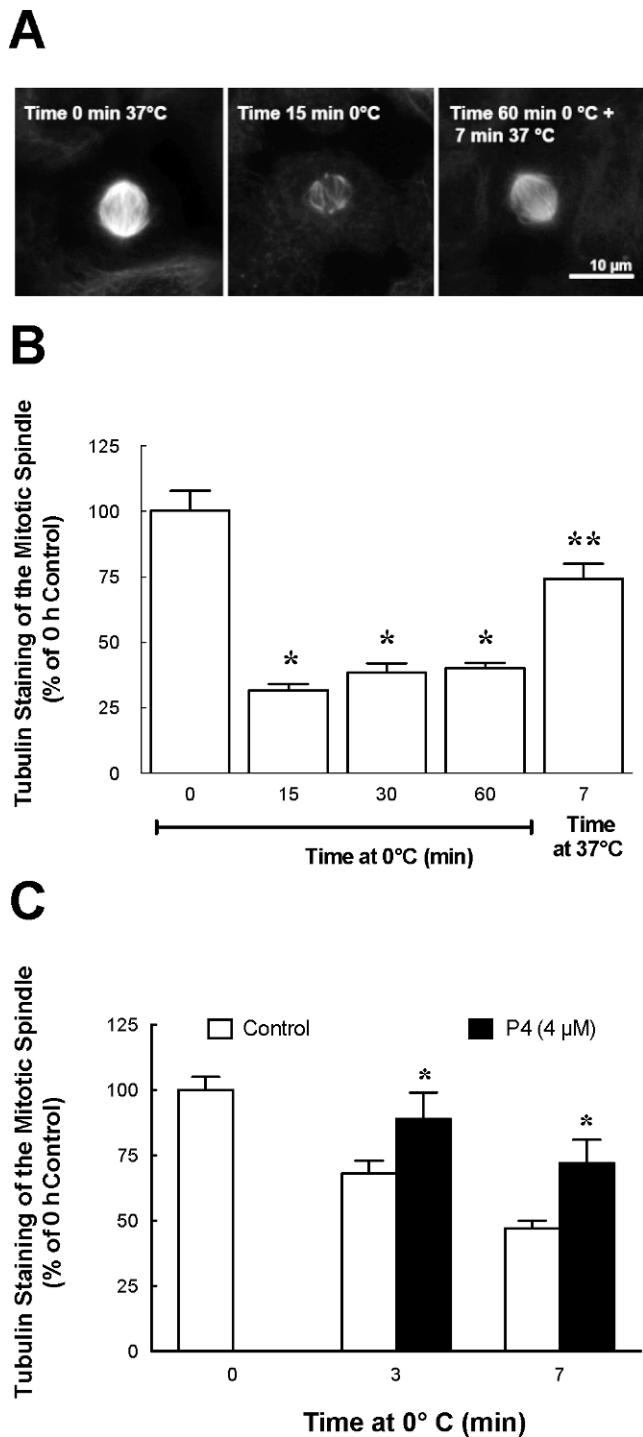 A
Time 0 min 37°C
Time 15 min 0°C
Time 60 min 0 °C +
7 min 37 °C
10 µm
B
Tubulin Staining of the Mitotic Spindle
(% of 0 h Control)
125
100
75
50
25
0
*
*
*
**
0
15
30
60
7
Time at 0°C (min)
Time
at 37°C
C
Tubulin Staining of the Mitotic Spindle
(% of 0 hControl)
Control
P4 (4 µM)
125
100
75
50
25
0
*
*
0
3
7
Time at 0° C (min)